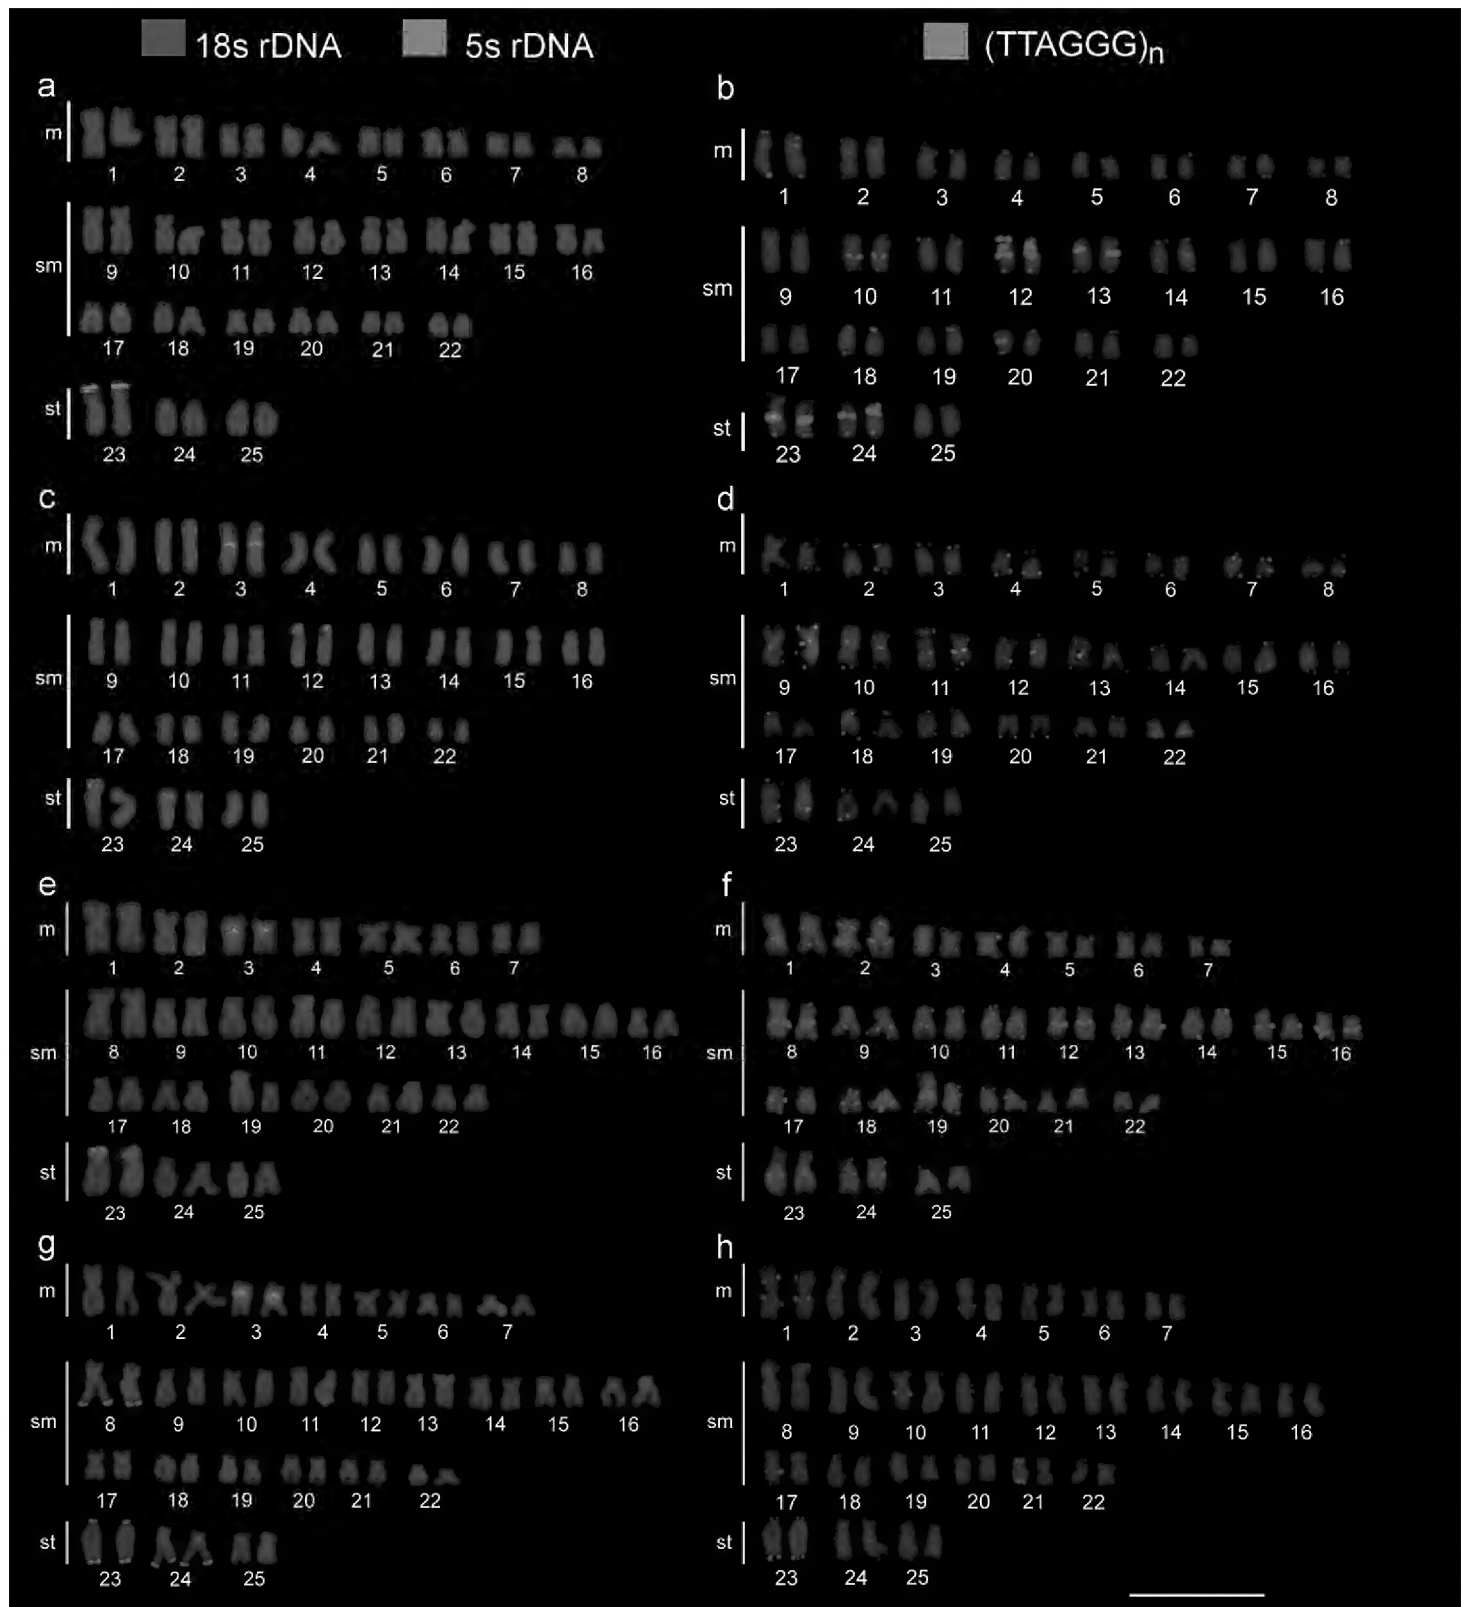 18s rDNA 5s rDNA (TTAGGG)n
a
m
1 2 3 4 5 6 7 8
sm
9 10 11 12 13 14 15 16
17 18 19 20 21 22
st
23 24 25
b
m
1 2 3 4 5 6 7 8
sm
9 10 11 12 13 14 15 16
17 18 19 20 21 22
st
23 24 25
c
m
1 2 3 4 5 6 7 8
sm
9 10 11 12 13 14 15 16
17 18 19 20 21 22
st
23 24 25
d
m
1 2 3 4 5 6 7 8
sm
9 10 11 12 13 14 15 16
17 18 19 20 21 22
st
23 24 25
e
m
1 2 3 4 5 6 7
sm
8 9 10 11 12 13 14 15 16
17 18 19 20 21 22
st
23 24 25
f
m
1 2 3 4 5 6 7
sm
8 9 10 11 12 13 14 15 16
17 18 19 20 21 22
st
23 24 25
g
m
1 2 3 4 5 6 7
sm
8 9 10 11 12 13 14 15 16
17 18 19 20 21 22
st
23 24 25
h
m
1 2 3 4 5 6 7
sm
8 9 10 11 12 13 14 15 16
17 18 19 20 21 22
st
23 24 25